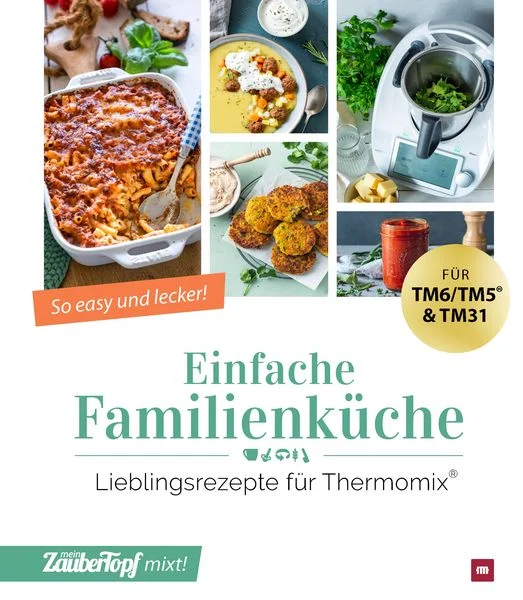 So easy und lecker!
FÜR
TM6/TM5®
& TM31
Einfache
Familienküche
Lieblingsrezepte für Thermomix®
mein
ZauberTopf mixt!